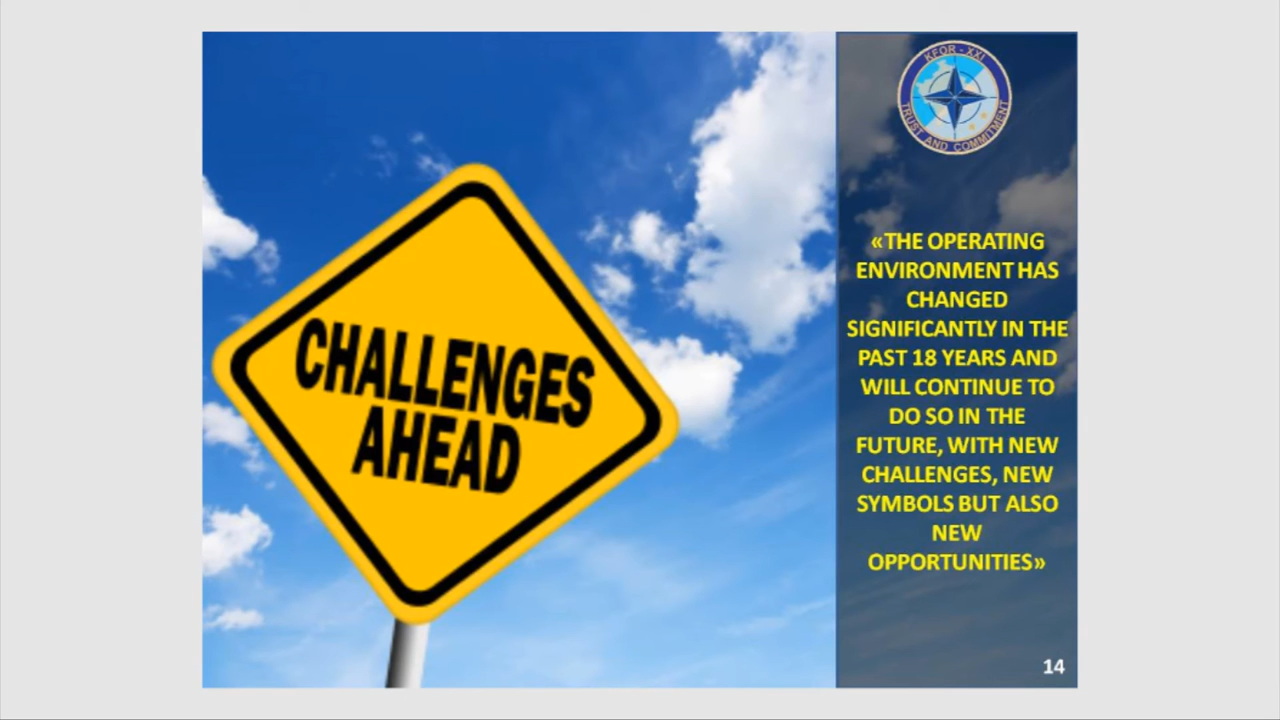 CHALLENGES
AHEAD
KFOR - XXI
TRUST AND COMMITMENT
«THE OPERATING
ENVIRONMENT HAS
CHANGED
SIGNIFICANTLY IN THE
PAST 18 YEARS AND
WILL CONTINUE TO
DO SO IN THE
FUTURE, WITH NEW
CHALLENGES, NEW
SYMBOLS BUT ALSO
NEW
OPPORTUNITIES»
14